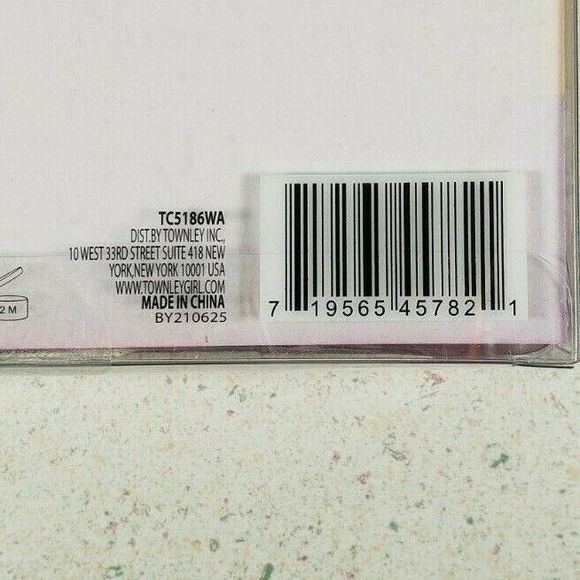 TC5186WA
DIST.BY TOWNLEY INC.,
10 WEST 33RD STREET SUITE 418 NEW
YORK,NEW YORK 10001 USA
WWW.TOWNLEYGIRL.COM
MADE IN CHINA
BY210625
2 M
7 19565 45782 1